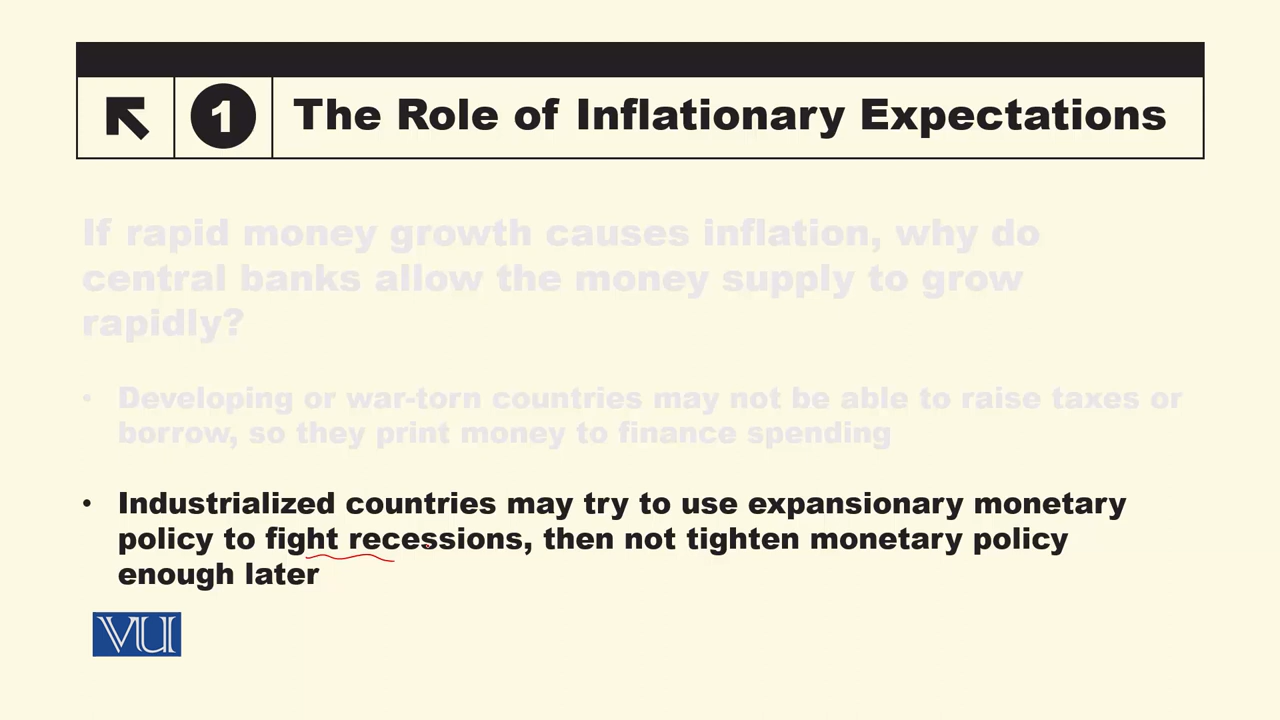 1 The Role of Inflationary Expectations
If rapid money growth causes inflation, why do
central banks allow the money supply to grow
rapidly?
• Developing or war-torn countries may not be able to raise taxes or
borrow, so they print money to finance spending
• Industrialized countries may try to use expansionary monetary
policy to fight recessions, then not tighten monetary policy
enough later
VU